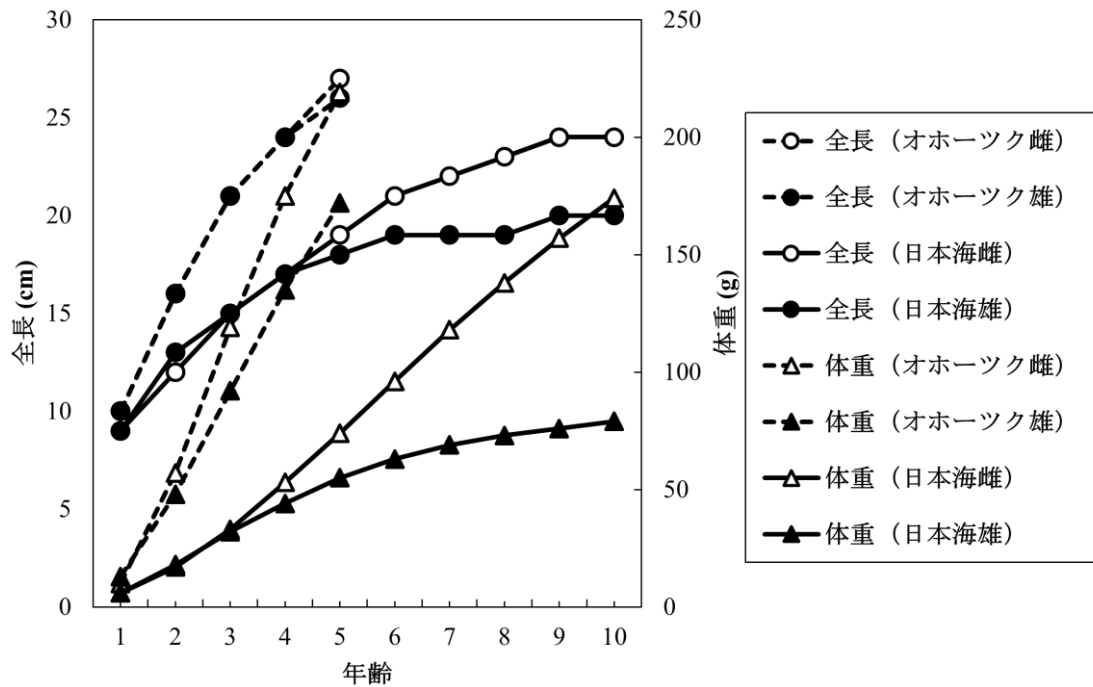 30
25
20
15
10
5
0
全長 (cm)
250
200
150
100
50
0
体重 (g)
1 2 3 4 5 6 7 8 9 10
年齢
全長（オホーツク雌）
全長（オホーツク雄）
全長（日本海雌）
全長（日本海雄）
体重（オホーツク雌）
体重（オホーツク雄）
体重（日本海雌）
体重（日本海雄）